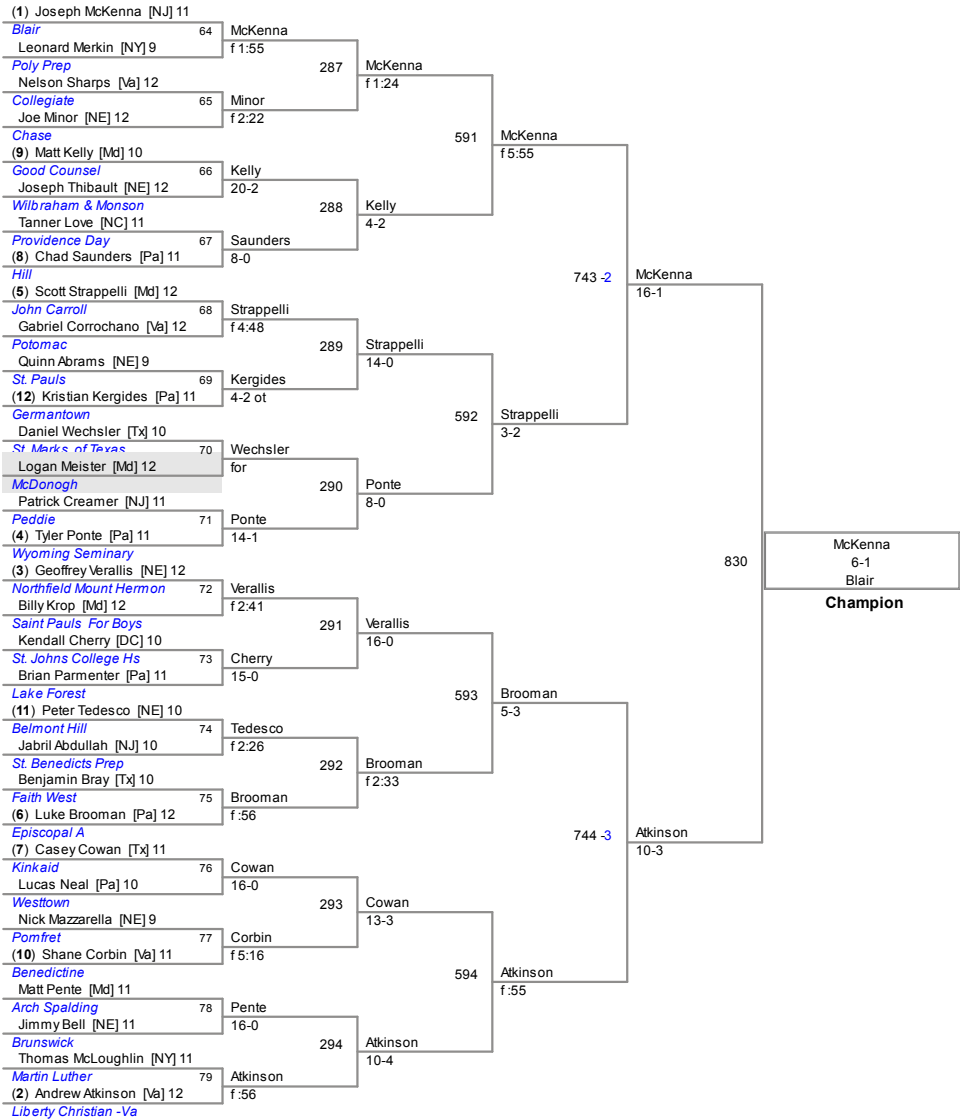 (1) Joseph McKenna [NJ] 11
Blair 64
Leonard Merkin [NY] 9
Poly Prep
Nelson Sharps [Va] 12
Collegiate 65
Joe Minor [NE] 12
Chase
(9) Matt Kelly [Md] 10
Good Counsel 66
Joseph Thibault [NE] 12
Wilbraham & Monson
Tanner Love [NC] 11
Providence Day 67
(8) Chad Saunders [Pa] 11
Hill
(5) Scott Strappelli [Md] 12
John Carroll 68
Gabriel Corrochano [Va] 12
Potomac
Quinn Abrams [NE] 9
St. Pauls 69
(12) Kristian Kergides [Pa] 11
Germantown
Daniel Wechsler [Tx] 10
St. Marks of Texas 70
Logan Meister [Md] 12
McDonogh
Patrick Creamer [NJ] 11
Peddie 71
(4) Tyler Ponte [Pa] 11
Wyoming Seminary
(3) Geoffrey Verallis [NE] 12
Northfield Mount Hermon 72
Billy Krop [Md] 12
Saint Pauls For Boys
Kendall Cherry [DC] 10
St. Johns College Hs 73
Brian Parmenter [Pa] 11
Lake Forest
(11) Peter Tedesco [NE] 10
Belmont Hill 74
Jabril Abdullah [NJ] 10
St. Benedicts Prep
Benjamin Bray [Tx] 10
Faith West 75
(6) Luke Brooman [Pa] 12
Episcopal A
(7) Casey Cowan [Tx] 11
Kinkaid 76
Lucas Neal [Pa] 10
Westtown
Nick Mazzarella [NE] 9
Pomfret 77
(10) Shane Corbin [Va] 11
Benedictine
Matt Pente [Md] 11
Arch Spalding 78
Jimmy Bell [NE] 11
Brunswick
Thomas McLoughlin [NY] 11
Martin Luther 79
(2) Andrew Atkinson [Va] 12
Liberty Christian -Va
McKenna
f 1:55
287
Minor
f 2:22
Kelly
20-2
288
Saunders
8-0
Strappelli
f 4:48
289
Kergides
4-2 ot
Wechsler
for
290
Ponte
14-1
Verallis
f 2:41
291
Cherry
15-0
Tedesco
f 2:26
292
Brooman
f :56
Cowan
16-0
293
Corbin
f 5:16
Pente
16-0
294
Atkinson
f :56
McKenna
f 1:24
591
Kelly
4-2
Strappelli
14-0
592
Ponte
8-0
Verallis
16-0
593
Brooman
f 2:33
Cowan
13-3
594
Atkinson
10-4
McKenna
f 5:55
743 -2
Strappelli
3-2
Brooman
5-3
744 -3
Atkinson
f :55
McKenna
16-1
830
Atkinson
10-3
McKenna
6-1
Blair
Champion